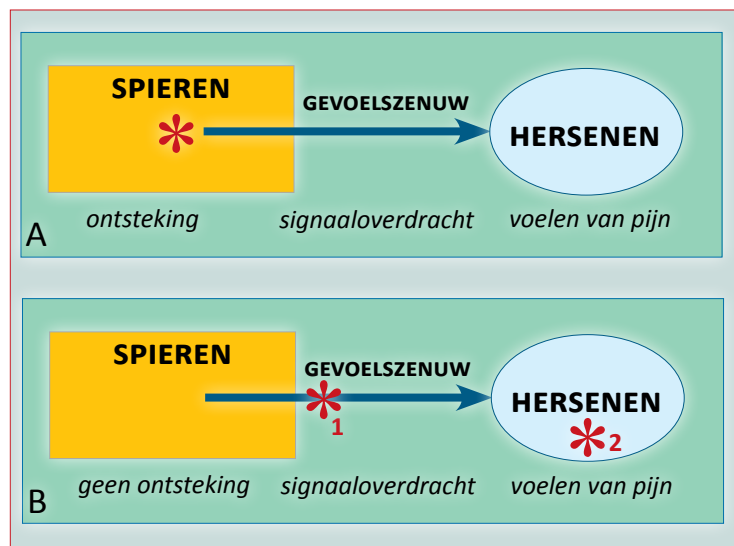 SPIEREN
GEVOELSZENUW
HERSENEN
ontsteking signaaloverdracht voelen van pijn
A
SPIEREN
GEVOELSZENUW
HERSENEN
1
2
geen ontsteking signaaloverdracht voelen van pijn
B